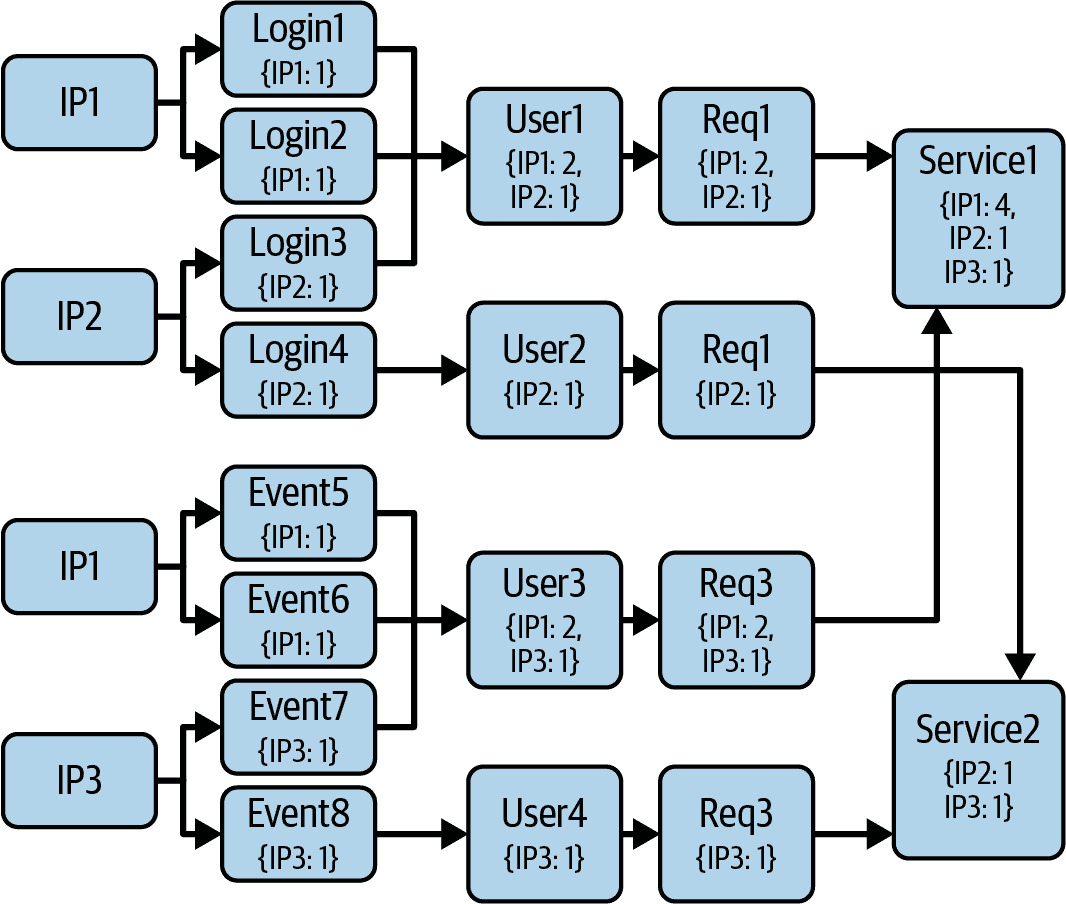 IP1
Login1
{IP1: 1}
Login2
{IP1: 1}
IP2
Login3
{IP2: 1}
Login4
{IP2: 1}
User1
{IP1: 2,
IP2: 1}
Req1
{IP1: 2,
IP2: 1}
Service1
{IP1: 4,
IP2: 1
IP3: 1}
User2
{IP2: 1}
Req1
{IP2: 1}
IP1
Event5
{IP1: 1}
Event6
{IP1: 1}
IP3
Event7
{IP3: 1}
Event8
{IP3: 1}
User3
{IP1: 2,
IP3: 1}
Req3
{IP1: 2,
IP3: 1}
User4
{IP3: 1}
Req3
{IP3: 1}
Service2
{IP2: 1
IP3: 1}